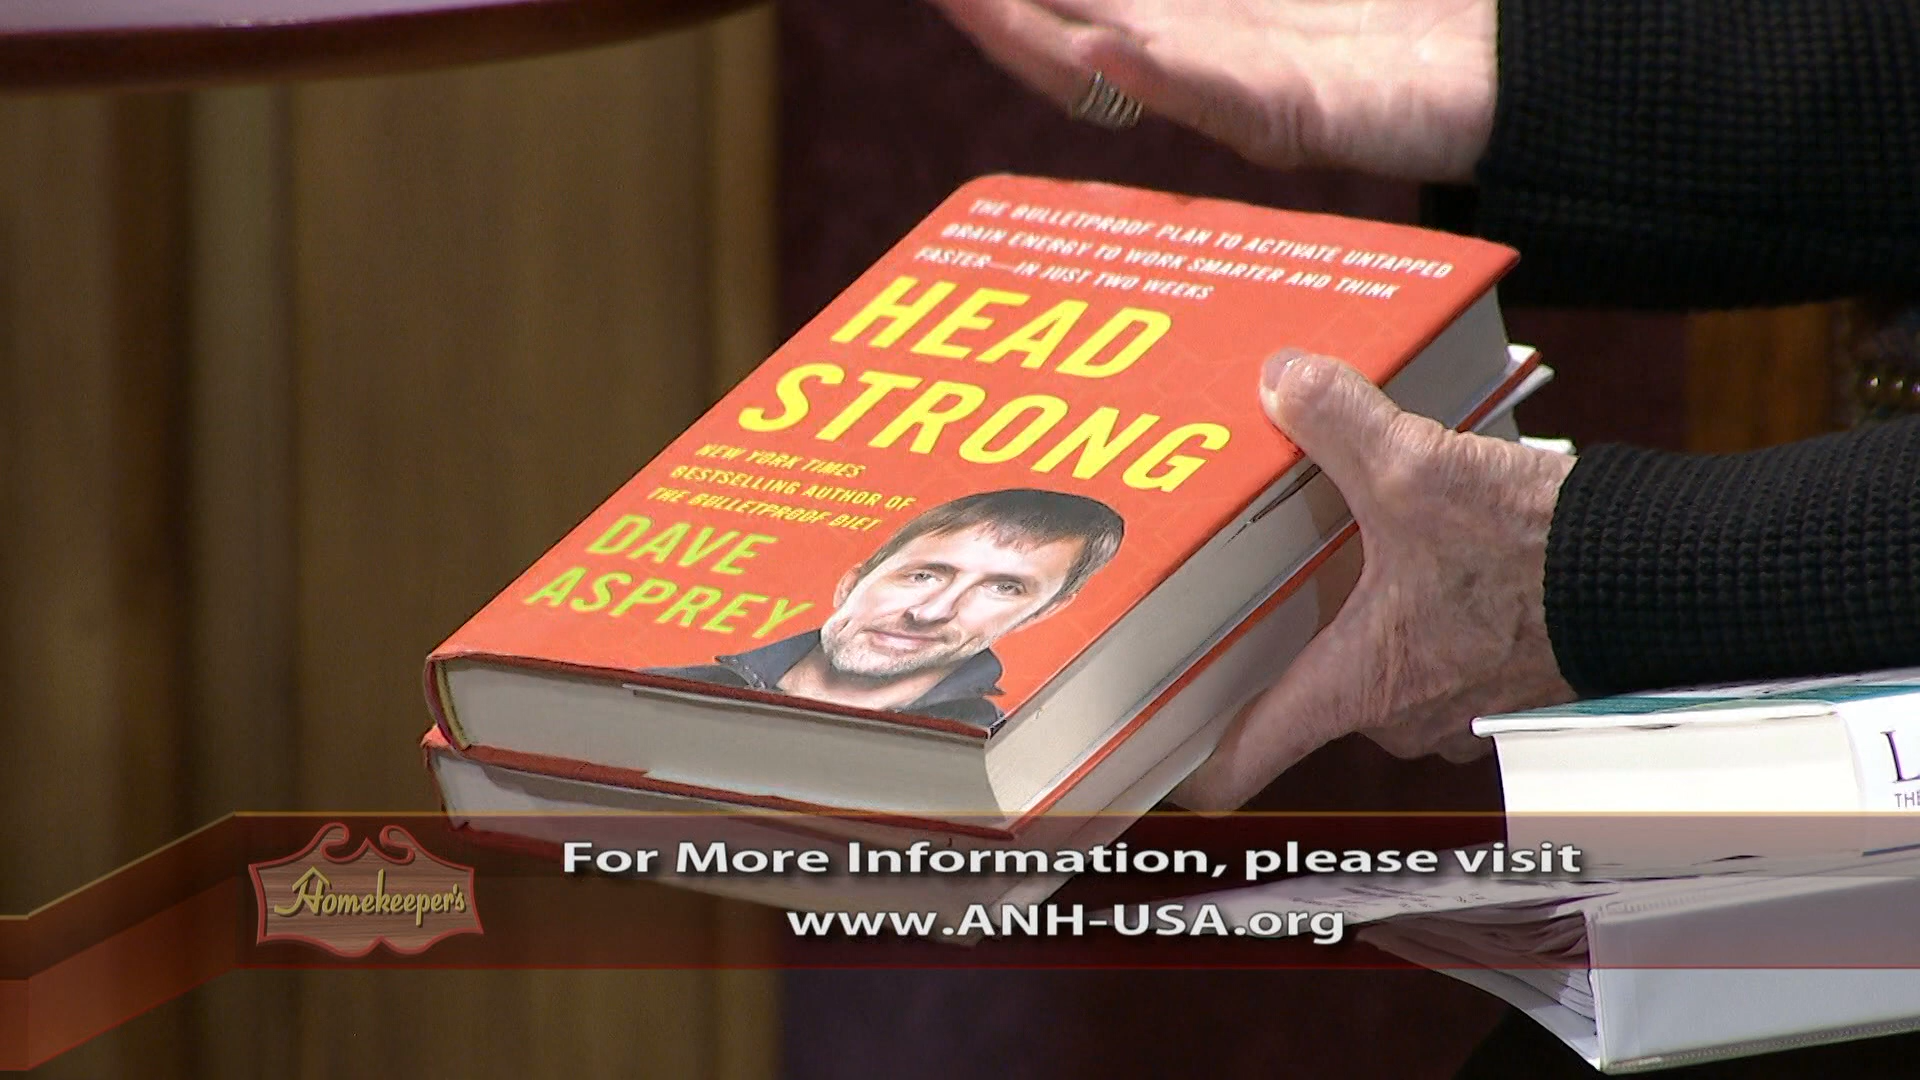 THE BULLETPROOF PLAN TO ACTIVATE UNTAPPED
BRAIN ENERGY TO WORK SMARTER AND THINK
FASTER—IN JUST TWO WEEKS
HEAD
STRONG
NEW YORK TIMES
BESTSELLING AUTHOR OF
THE BULLETPROOF DIET
DAVE
ASPREY
L
THE
For More Information, please visit
www.ANH-USA.org
Homekeeper's